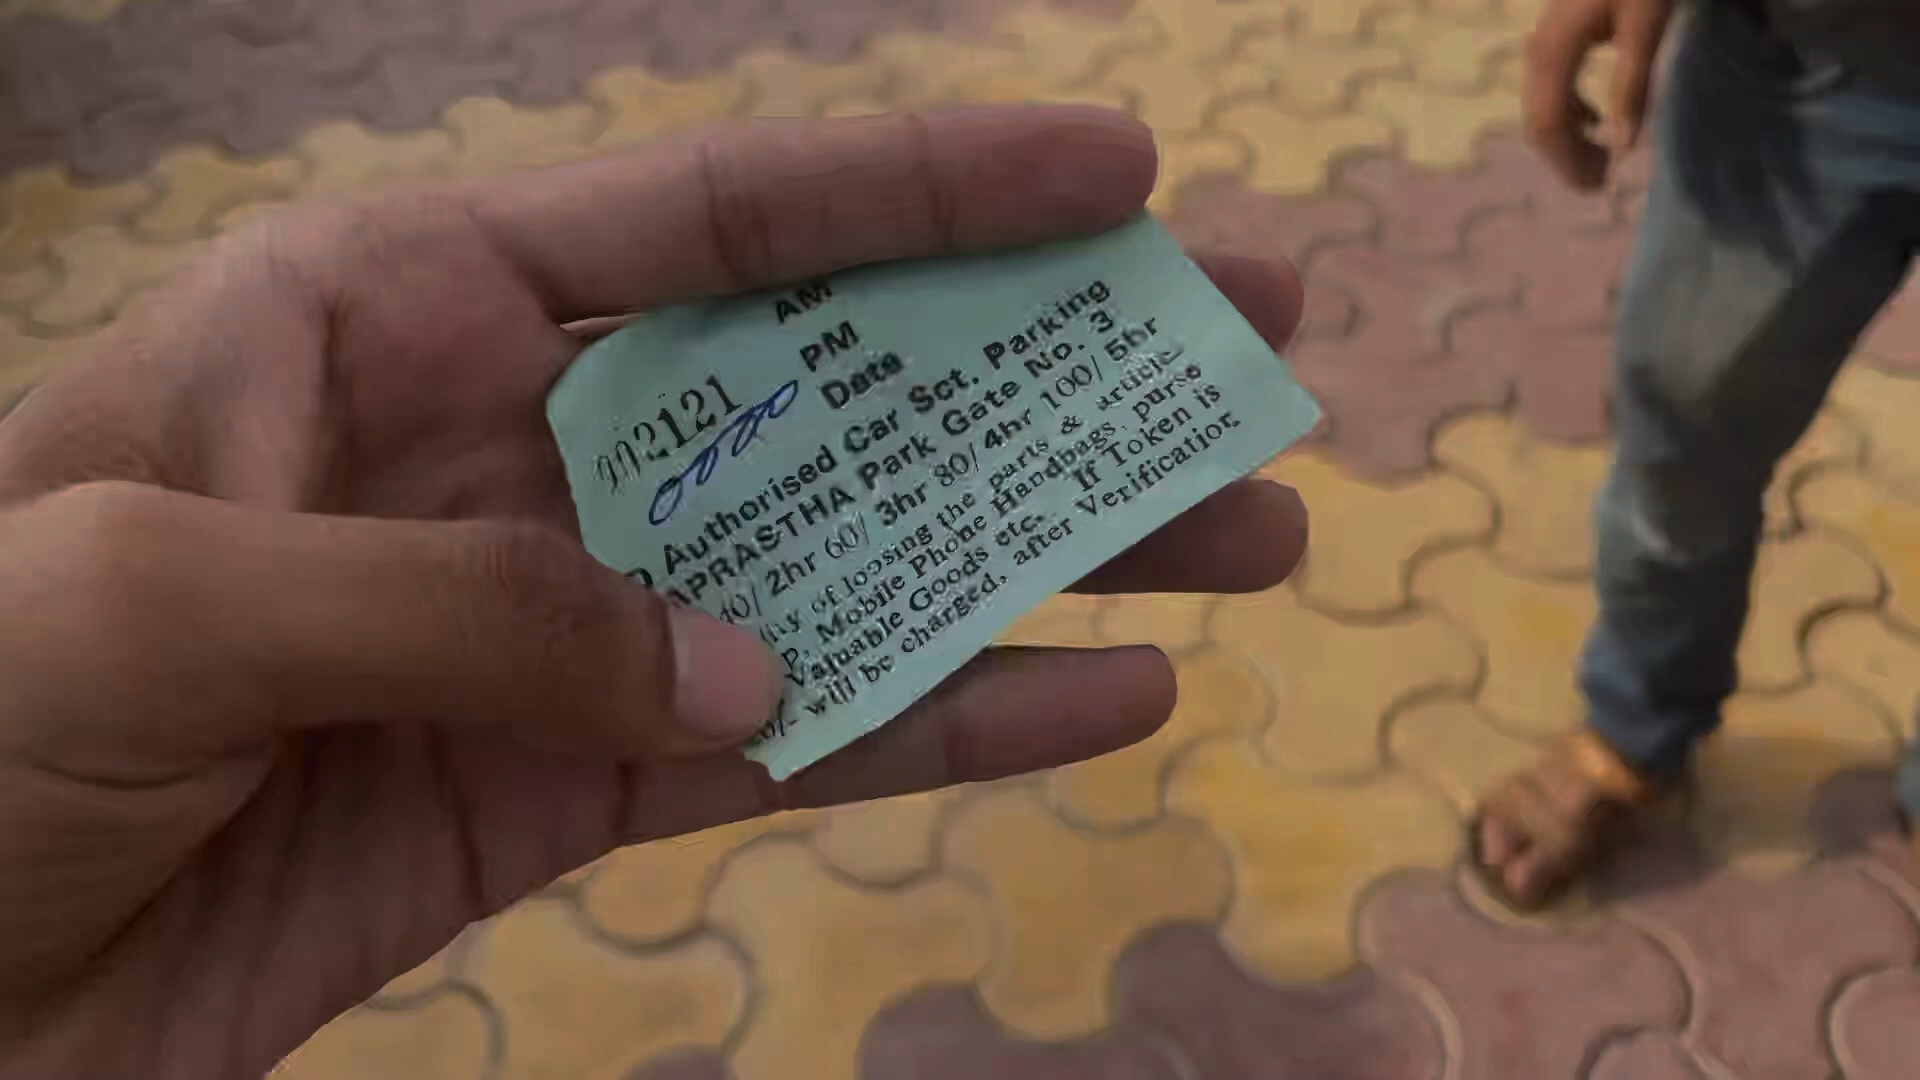 AM
PM
002121 Date
Authorised Car Sct. Parking
APRASTHA Park Gate No. 3
40/ 2hr 60/ 3hr 80/ 4hr 100/ 5hr
of loosing the parts & article
Mobile Phone Handbags, purse
Valuable Goods etc. If Token is
will be charged, after Verification